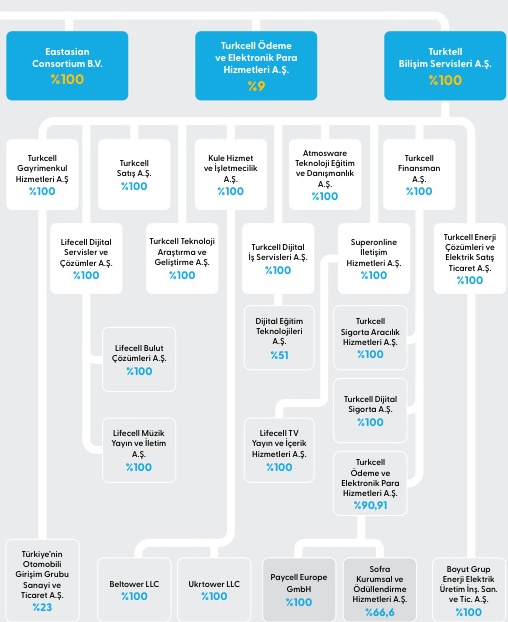 Eastasian
Consortium B.V.
%100
Turkcell Ödeme
ve Elektronik Para
Hizmetleri A.Ş.
%9
Turktell
Bilişim Servisleri A.Ş.
%100
Turkcell
Gayrimenkul
Hizmetleri A.Ş
%100
Turkcell
Satış A.Ş.
%100
Kule Hizmet
ve İşletmecilik
A.Ş.
%100
Atmosware
Teknoloji Eğitim
ve Danışmanlık
A.Ş.
%100
Turkcell
Finansman
A.Ş.
%100
Lifecell Dijital
Servisler ve
Çözümler A.Ş.
%100
Turkcell Teknoloji
Araştırma ve
Geliştirme A.Ş.
%100
Turkcell Dijital
İş Servisleri A.Ş.
%100
Superonline
İletişim
Hizmetleri A.Ş.
%100
Turkcell Enerji
Çözümleri ve
Elektrik Satış
Ticaret A.Ş.
%100
Lifecell Bulut
Çözümleri A.Ş.
%100
Dijital Eğitim
Teknolojileri
A.Ş.
%51
Turkcell
Sigorta Aracılık
Hizmetleri A.Ş.
%100
Turkcell Dijital
Sigorta A.Ş.
%100
Lifecell Müzik
Yayın ve İletim
A.Ş.
%100
Lifecell TV
Yayın ve İçerik
Hizmetleri A.Ş.
%100
Turkcell
Ödeme ve
Elektronik Para
Hizmetleri A.Ş.
%90,91
Türkiye'nin
Otomobili
Girişim Grubu
Sanayi ve
Ticaret A.Ş.
%23
Beltower LLC
%100
Ukrtower LLC
%100
Paycell Europe
GmbH
%100
Sofra
Kurumsal ve
Ödüllendirme
Hizmetleri A.Ş.
%66,6
Boyut Grup
Enerji Elektrik
Üretim İnş. San.
ve Tic. A.Ş.
%100